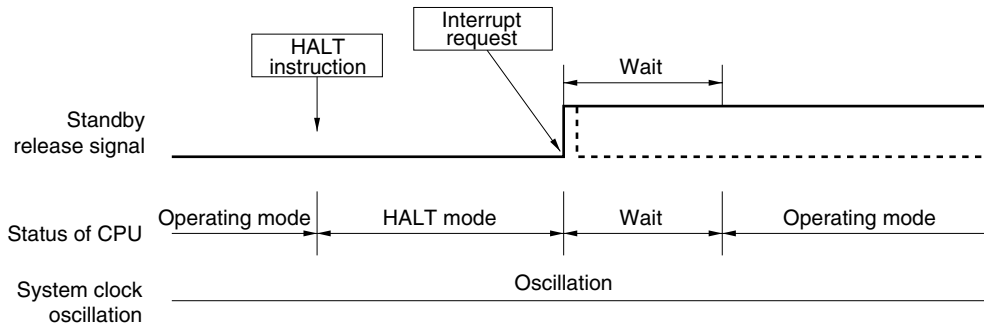 Interrupt
request
HALT
instruction
Wait
Standby
release signal
Operating mode
HALT mode
Wait
Operating mode
Status of CPU
Oscillation
System clock
oscillation